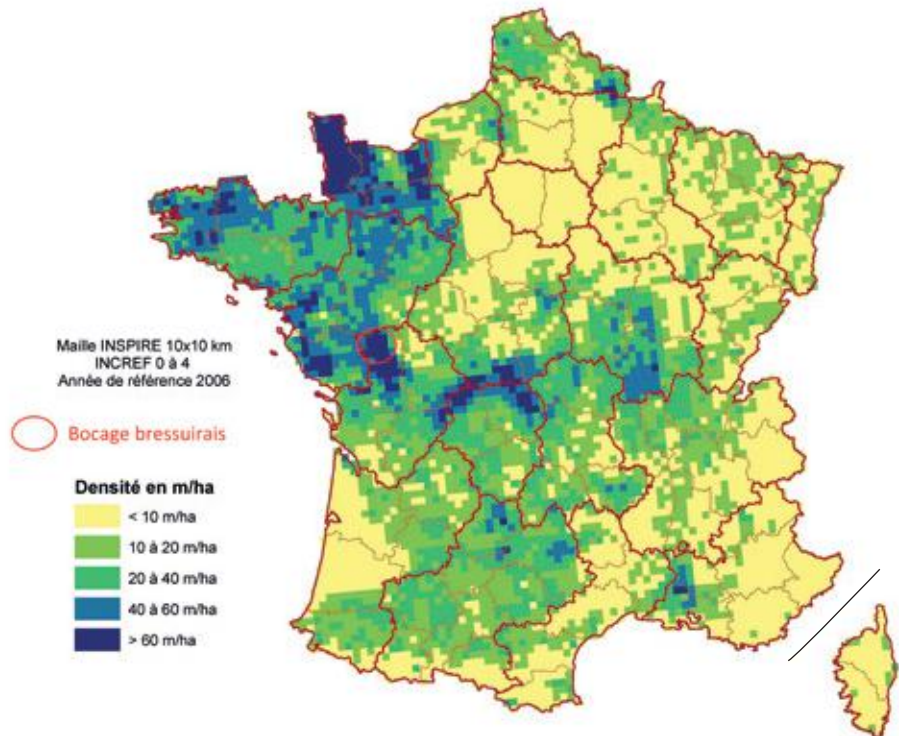 Maille INSPIRE 10x10 km
INCREF 0 à 4
Année de référence 2006
Bocage bressuirais
Densité en m/ha
< 10 m/ha
10 à 20 m/ha
20 à 40 m/ha
40 à 60 m/ha
> 60 m/ha